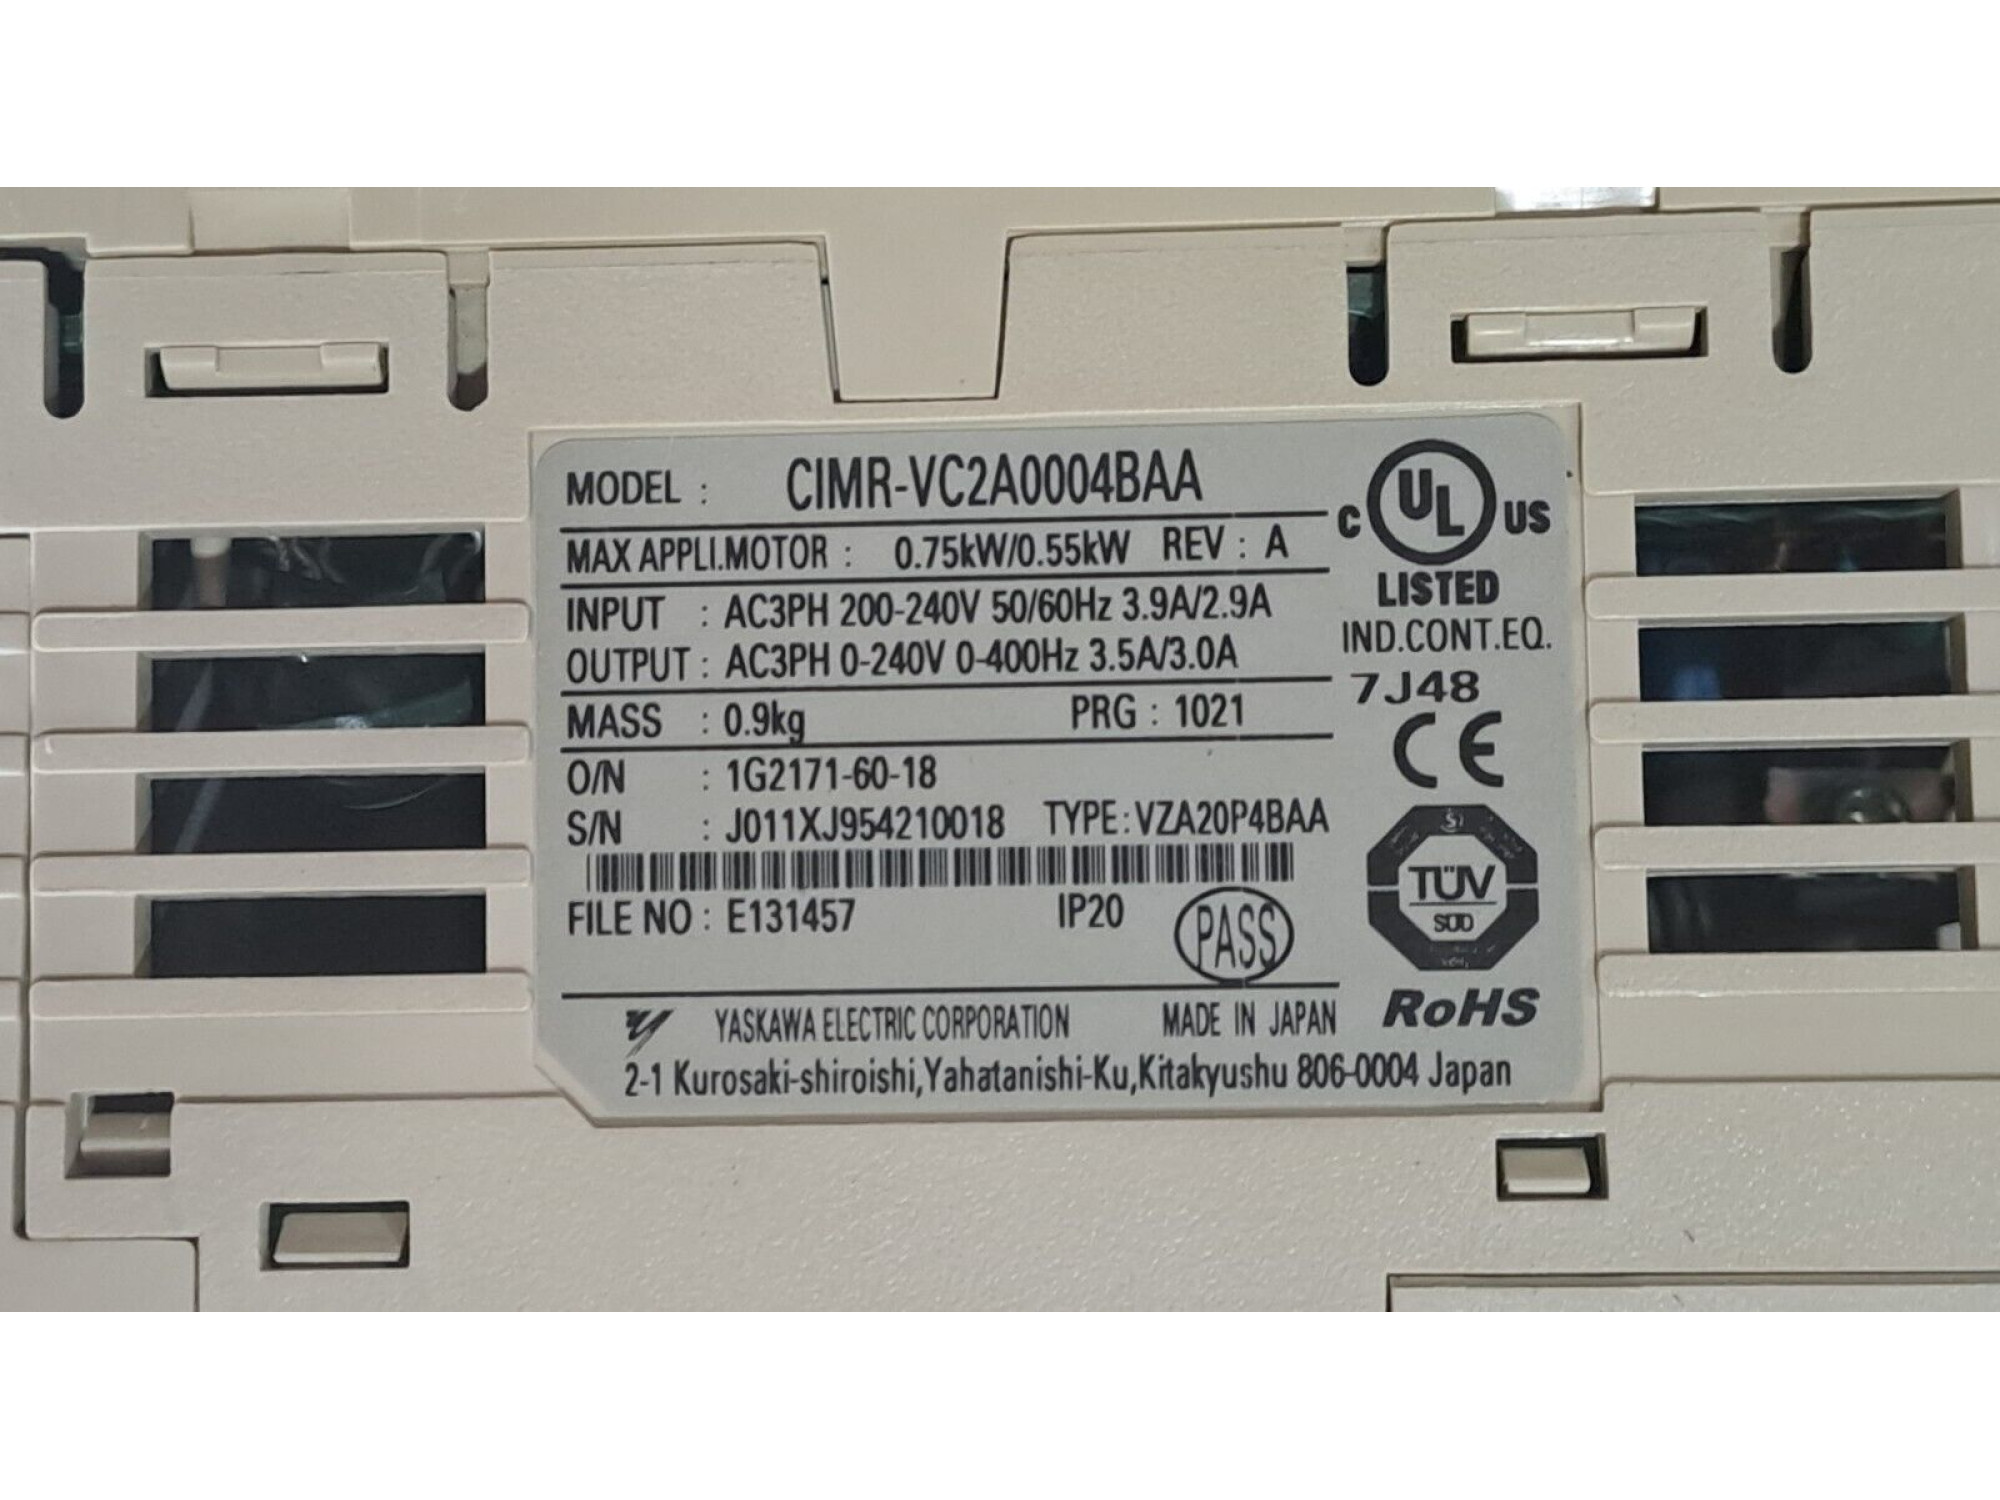 MODEL : CIMR-VC2A0004BAA
MAX APPLI.MOTOR : 0.75kW/0.55kW REV : A
INPUT : AC3PH 200-240V 50/60Hz 3.9A/2.9A
OUTPUT : AC3PH 0-240V 0-400Hz 3.5A/3.0A
MASS : 0.9kg PRG : 1021
O/N : 1G2171-60-18
S/N : J011XJ954210018 TYPE : VZA20P4BAA
FILE NO : E131457 IP20 PASS
YASKAWA ELECTRIC CORPORATION MADE IN JAPAN
2-1 Kurosaki-shiroishi,Yahatanishi-Ku,Kitakyushu 806-0004 Japan
C UL US
LISTED
IND.CONT.EQ.
7J48
CE
TÜV
SÜD
RoHS